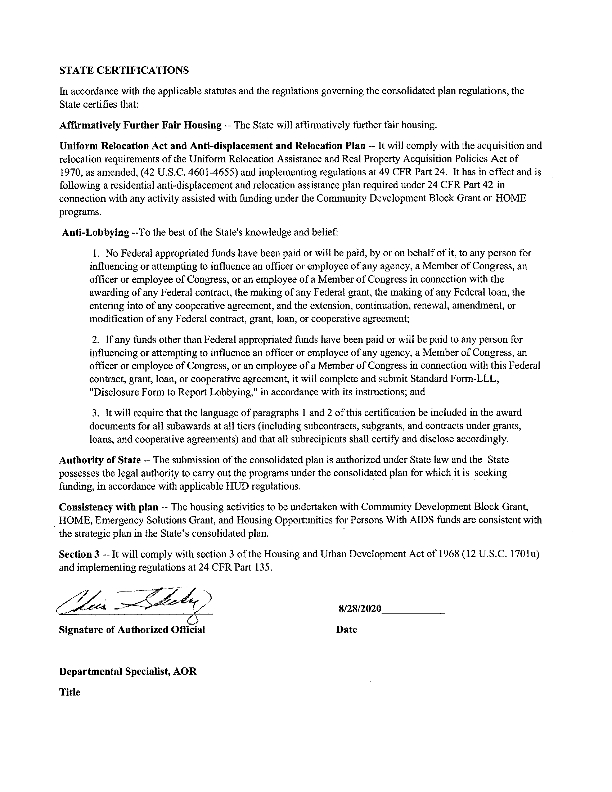 STATE CERTIFICATIONS
In accordance with the applicable statutes and the regulations governing the consolidated plan regulations, the
State certifies that:
Affirmatively Further Fair Housing -- The State will affirmatively further fair housing.
Uniform Relocation Act and Anti-displacement and Relocation Plan -- It will comply with the acquisition and
relocation requirements of the Uniform Relocation Assistance and Real Property Acquisition Policies Act of
1970, as amended, (42 U.S.C. 4601-4655) and implementing regulations at 49 CFR Part 24. It has in effect and is
following a residential anti-displacement and relocation assistance plan required under 24 CFR Part 42 in
connection with any activity assisted with funding under the Community Development Block Grant or HOME
programs.
Anti-Lobbying --To the best of the State's knowledge and belief:
1. No Federal appropriated funds have been paid or will be paid, by or on behalf of it, to any person for
influencing or attempting to influence an officer or employee of any agency, a Member of Congress, an
officer or employee of Congress, or an employee of a Member of Congress in connection with the
awarding of any Federal contract, the making of any Federal grant, the making of any Federal loan, the
entering into of any cooperative agreement, and the extension, continuation, renewal, amendment, or
modification of any Federal contract, grant, loan, or cooperative agreement;
2. If any funds other than Federal appropriated funds have been paid or will be paid to any person for
influencing or attempting to influence an officer or employee of any agency, a Member of Congress, an
officer or employee of Congress, or an employee of a Member of Congress in connection with this Federal
contract, grant, loan, or cooperative agreement, it will complete and submit Standard Form-LLL,
"Disclosure Form to Report Lobbying," in accordance with its instructions; and
3. It will require that the language of paragraphs 1 and 2 of this certification be included in the award
documents for all subawards at all tiers (including subcontracts, subgrants, and contracts under grants,
loans, and cooperative agreements) and that all subrecipients shall certify and disclose accordingly.
Authority of State -- The submission of the consolidated plan is authorized under State law and the State
possesses the legal authority to carry out the programs under the consolidated plan for which it is seeking
funding, in accordance with applicable HUD regulations.
Consistency with plan -- The housing activities to be undertaken with Community Development Block Grant,
HOME, Emergency Solutions Grant, and Housing Opportunities for Persons With AIDS funds are consistent with
the strategic plan in the State's consolidated plan.
Section 3 -- It will comply with section 3 of the Housing and Urban Development Act of 1968 (12 U.S.C. 1701u)
and implementing regulations at 24 CFR Part 135.
8/28/2020
Signature of Authorized Official
Date
Departmental Specialist, AOR
Title